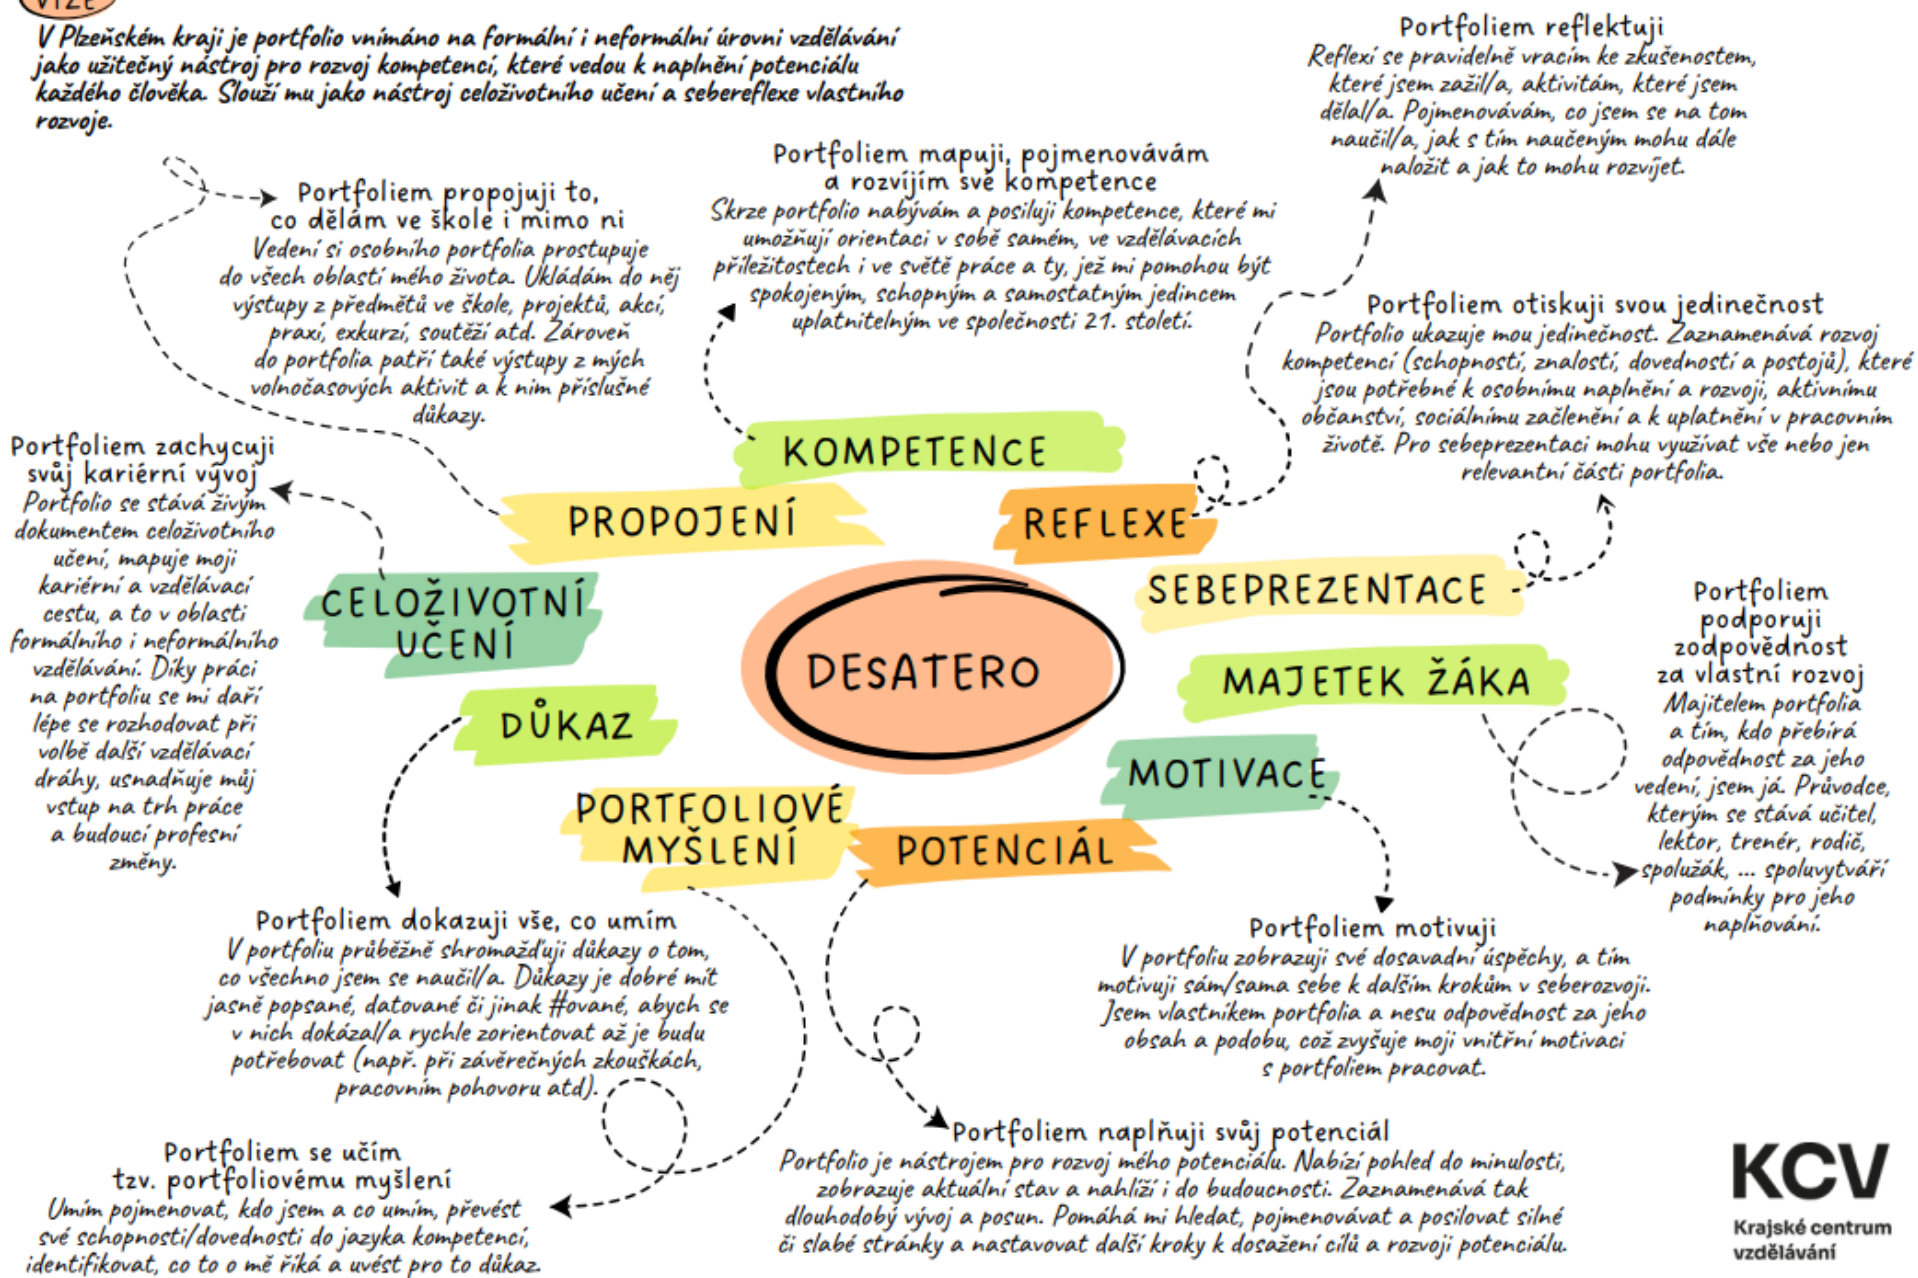 VIZE
V Plzeňském kraji je portfolio vnímáno na formální i neformální úrovni vzdělávání
jako užitečný nástroj pro rozvoj kompetencí, které vedou k naplnění potenciálu
každého člověka. Slouží mu jako nástroj celoživotního učení a sebereflexe vlastního
rozvoje.
Portfoliem reflektuji
Reflexí se pravidelně vracím ke zkušenostem,
které jsem zažil/a, aktivitám, které jsem
dělal/a. Pojmenovávám, co jsem se na tom
naučil/a, jak s tím naučeným mohu dále
naložit a jak to mohu rozvíjet.
Portfoliem mapuji, pojmenovávám
a rozvíjím své kompetence
Skrze portfolio nabývám a posiluji kompetence, které mi
umožňují orientaci v sobě samém, ve vzdělávacích
příležitostech i ve světě práce a ty, jež mi pomohou být
spokojeným, schopným a samostatným jedincem
uplatnitelným ve společnosti 21. století.
Portfoliem propojuji to,
co dělám ve škole i mimo ni
Vedení si osobního portfolia prostupuje
do všech oblastí mého života. Ukládám do něj
výstupy z předmětů ve škole, projektů, akcí,
praxí, exkurzí, soutěží atd. Zároveň
do portfolia patří také výstupy z mých
volnočasových aktivit a k nim příslušné
důkazy.
Portfoliem otiskuji svou jedinečnost
Portfolio ukazuje mou jedinečnost. Zaznamenává rozvoj
kompetencí (schopností, znalostí, dovedností a postojů), které
jsou potřebné k osobnímu naplnění a rozvoji, aktivnímu
občanství, sociálnímu začlenění a k uplatnění v pracovním
životě. Pro sebeprezentaci mohu využívat vše nebo jen
relevantní části portfolia.
Portfoliem zachycuji
svůj kariérní vývoj
Portfolio se stává živým
dokumentem celoživotního
učení, mapuje moji
kariérní a vzdělávací
cestu, a to v oblasti
formálního i neformálního
vzdělávání. Díky práci
na portfoliu se mi daří
lépe se rozhodovat při
volbě další vzdělávací
dráhy, usnadňuje můj
vstup na trh práce
a budoucí profesní
změny.
KOMPETENCE
PROPOJENÍ
REFLEXE
CELOŽIVOTNÍ
UČENÍ
SEBEPREZENTACE
DESATERO
MAJETEK ŽÁKA
DŮKAZ
MOTIVACE
PORTFOLIOVÉ
MYŠLENÍ
POTENCIÁL
Portfoliem
podporuji
zodpovědnost
za vlastní rozvoj
Majitelem portfolia
a tím, kdo přebírá
odpovědnost za jeho
vedení, jsem já. Průvodce,
kterým se stává učitel,
lektor, trenér, rodič,
spolužák, ... spoluvytváří
podmínky pro jeho
naplňování.
Portfoliem dokazuji vše, co umím
V portfoliu průběžně shromažďuji důkazy o tom,
co všechno jsem se naučil/a. Důkazy je dobré mít
jasně popsané, datované či jinak #ované, abych se
v nich dokázal/a rychle zorientovat až je budu
potřebovat (např. při závěrečných zkouškách,
pracovním pohovoru atd).
Portfoliem motivuji
V portfoliu zobrazuji své dosavadní úspěchy, a tím
motivuji sám/sama sebe k dalším krokům v seberozvoji.
Jsem vlastníkem portfolia a nesu odpovědnost za jeho
obsah a podobu, což zvyšuje moji vnitřní motivaci
s portfoliem pracovat.
Portfoliem se učím
tzv. portfoliovému myšlení
Umím pojmenovat, kdo jsem a co umím, převést
své schopnosti/dovednosti do jazyka kompetencí,
identifikovat, co to o mě říká a uvést pro to důkaz.
Portfoliem naplňuji svůj potenciál
Portfolio je nástrojem pro rozvoj mého potenciálu. Nabízí pohled do minulosti,
zobrazuje aktuální stav a nahlíží i do budoucnosti. Zaznamenává tak
dlouhodobý vývoj a posun. Pomáhá mi hledat, pojmenovávat a posilovat silné
či slabé stránky a nastavovat další kroky k dosažení cílů a rozvoji potenciálu.
KCV
Krajské centrum
vzdělávání